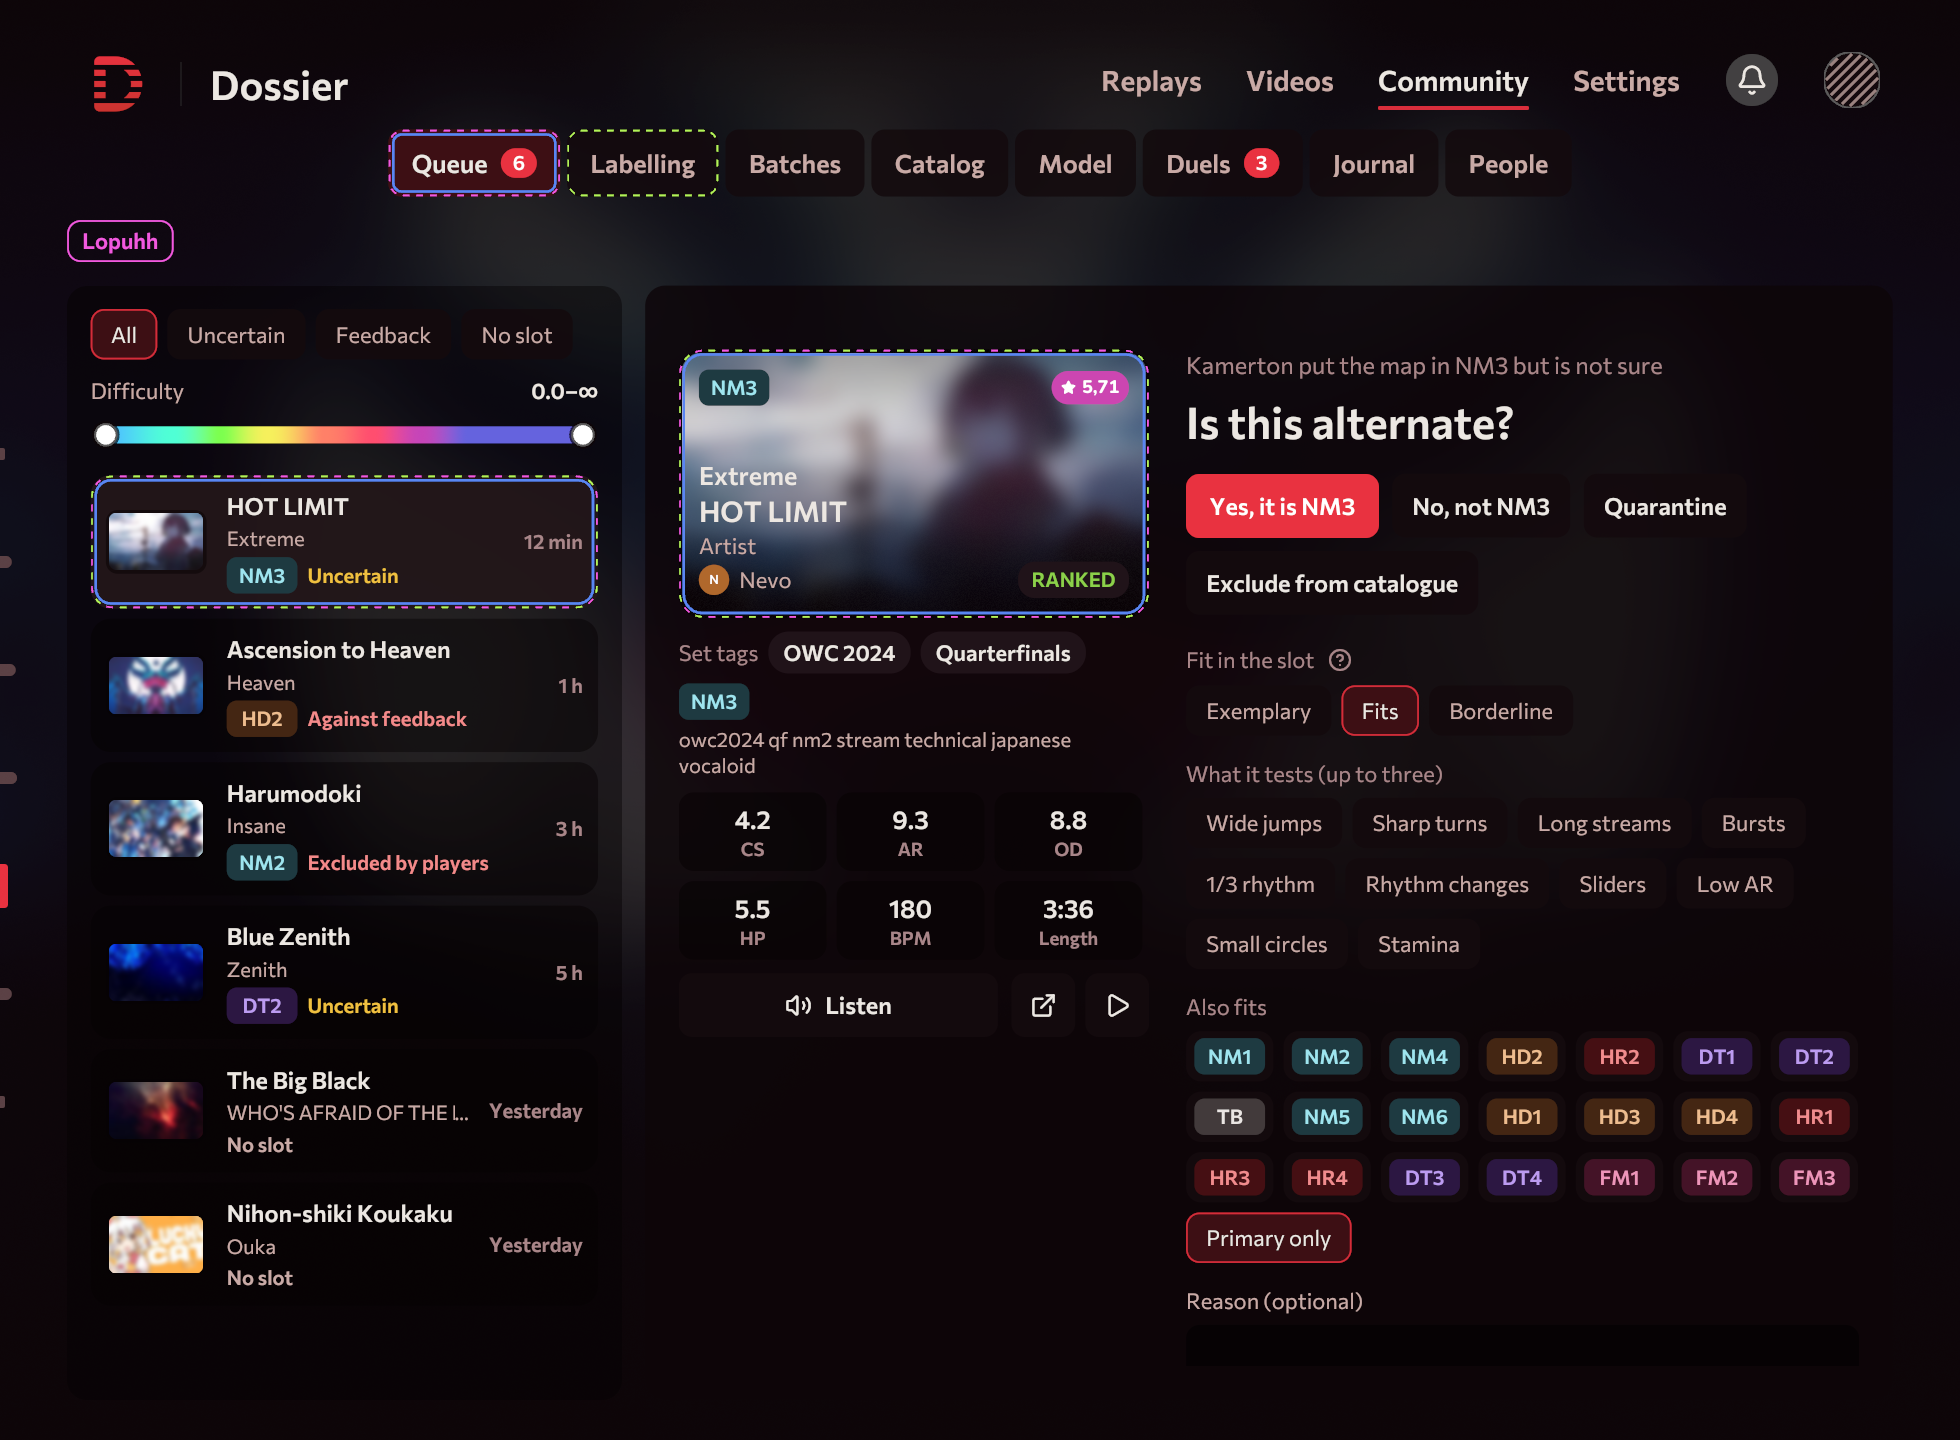 Dossier
Replays Videos Community Settings
Queue 6 Labelling Batches Catalog Model Duels 3 Journal People
Lopuhh
All Uncertain Feedback No slot
Difficulty 0.0–∞
HOT LIMIT
Extreme
12 min
NM3 Uncertain
Ascension to Heaven
Heaven
1 h
HD2 Against feedback
Harumodoki
Insane
3 h
NM2 Excluded by players
Blue Zenith
Zenith
5 h
DT2 Uncertain
The Big Black
WHO'S AFRAID OF THE l...
Yesterday
No slot
Nihon-shiki Koukaku
Ouka
Yesterday
No slot
NM3 5,71
Extreme
HOT LIMIT
Artist
N Nevo
RANKED
Set tags OWC 2024 Quarterfinals
NM3
owc2024 qf nm2 stream technical japanese
vocaloid
4.2 9.3 8.8
CS AR OD
5.5 180 3:36
HP BPM Length
Listen
Kamerton put the map in NM3 but is not sure
Is this alternate?
Yes, it is NM3 No, not NM3 Quarantine
Exclude from catalogue
Fit in the slot ?
Exemplary Fits Borderline
What it tests (up to three)
Wide jumps Sharp turns Long streams Bursts
1/3 rhythm Rhythm changes Sliders Low AR
Small circles Stamina
Also fits
NM1 NM2 NM4 HD2 HR2 DT1 DT2
TB NM5 NM6 HD1 HD3 HD4 HR1
HR3 HR4 DT3 DT4 FM1 FM2 FM3
Primary only
Reason (optional)